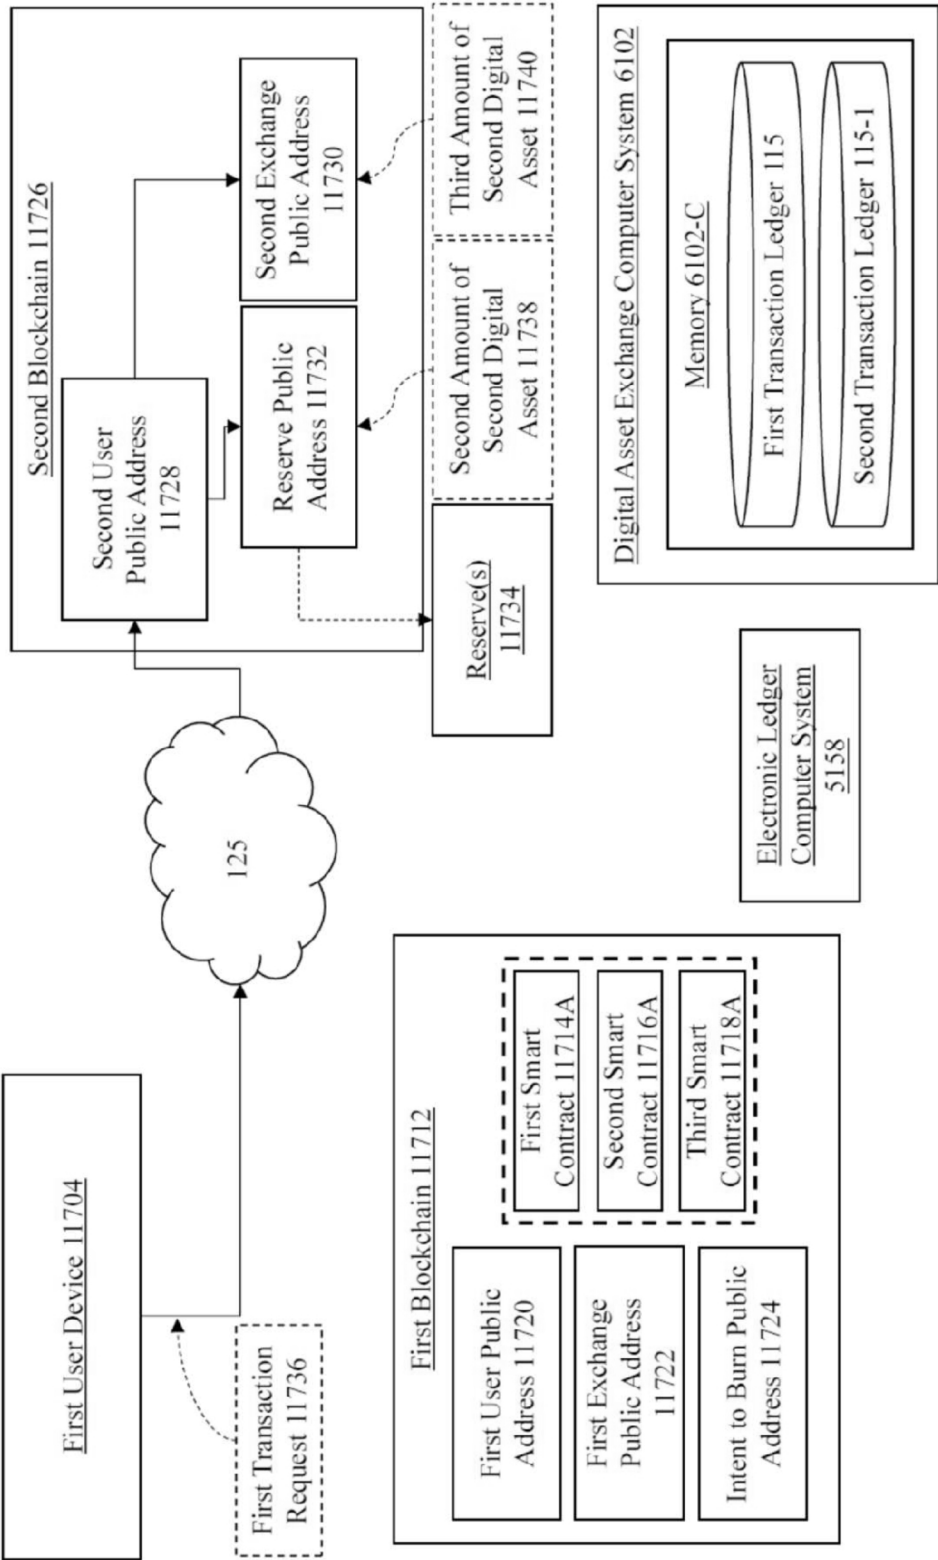 First User Device 11704
First Transaction
Request 11736
125
Second Blockchain 11726
Second User
Public Address
11728
Second Exchange
Public Address
11730
Reserve Public
Address 11732
Third Amount of
Second Digital
Asset 11740
Second Amount of
Second Digital
Asset 11738
Reserve(s)
11734
First Blockchain 11712
First User Public
Address 11720
First Exchange
Public Address
11722
Intent to Burn Public
Address 11724
First Smart
Contract 11714A
Second Smart
Contract 11716A
Third Smart
Contract 11718A
Electronic Ledger
Computer System
5158
Digital Asset Exchange Computer System 6102
Memory 6102-C
First Transaction Ledger 115
Second Transaction Ledger 115-1